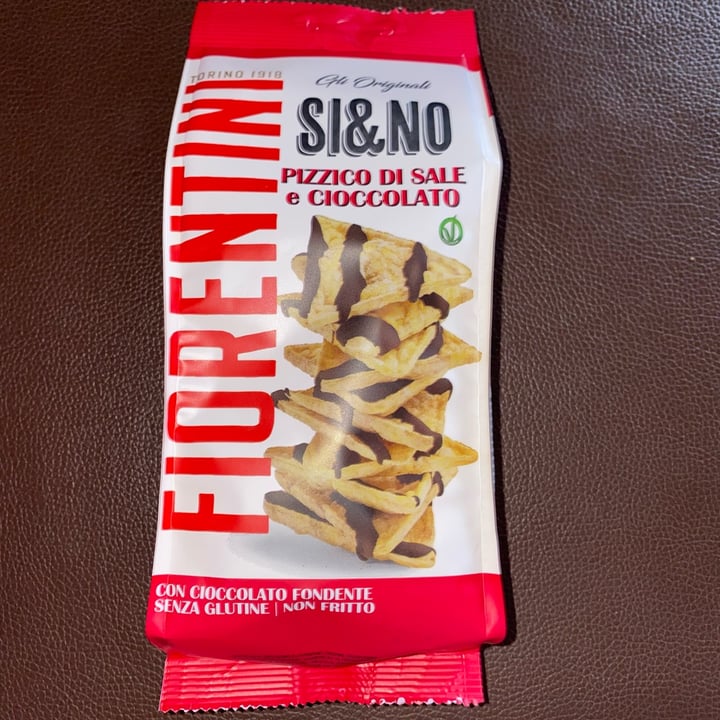 TORINO 1918
FIORENTINI
Gli Originali
SI&NO
PIZZICO DI SALE
e CIOCCOLATO
CON CIOCCOLATO FONDENTE
SENZA GLUTINE | NON FRITTO